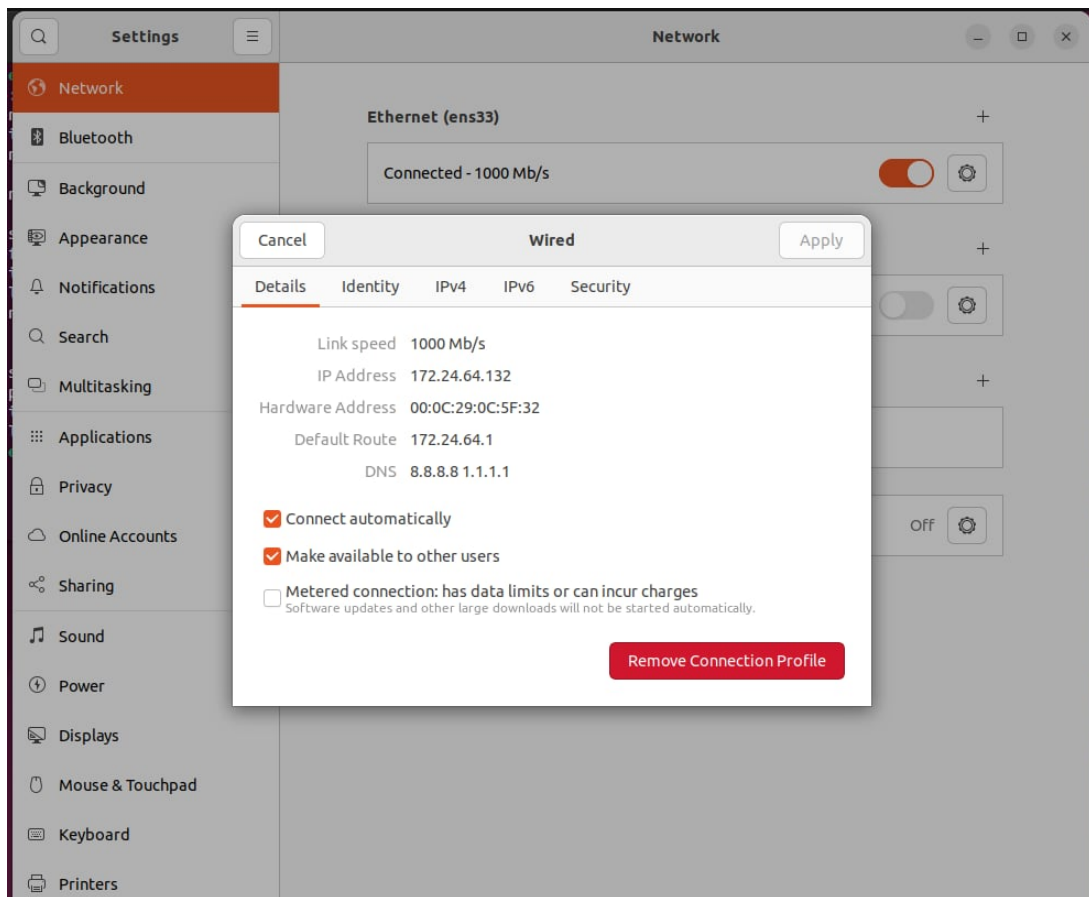 Settings
Network
Network
Bluetooth
Background
Appearance
Notifications
Search
Multitasking
Applications
Privacy
Online Accounts
Sharing
Sound
Power
Displays
Mouse & Touchpad
Keyboard
Printers
Ethernet (ens33)
Connected - 1000 Mb/s
Off
Cancel
Wired
Apply
Details Identity IPv4 IPv6 Security
Link speed 1000 Mb/s
IP Address 172.24.64.132
Hardware Address 00:0C:29:0C:5F:32
Default Route 172.24.64.1
DNS 8.8.8.8 1.1.1.1
Connect automatically
Make available to other users
Metered connection: has data limits or can incur charges
Software updates and other large downloads will not be started automatically.
Remove Connection Profile